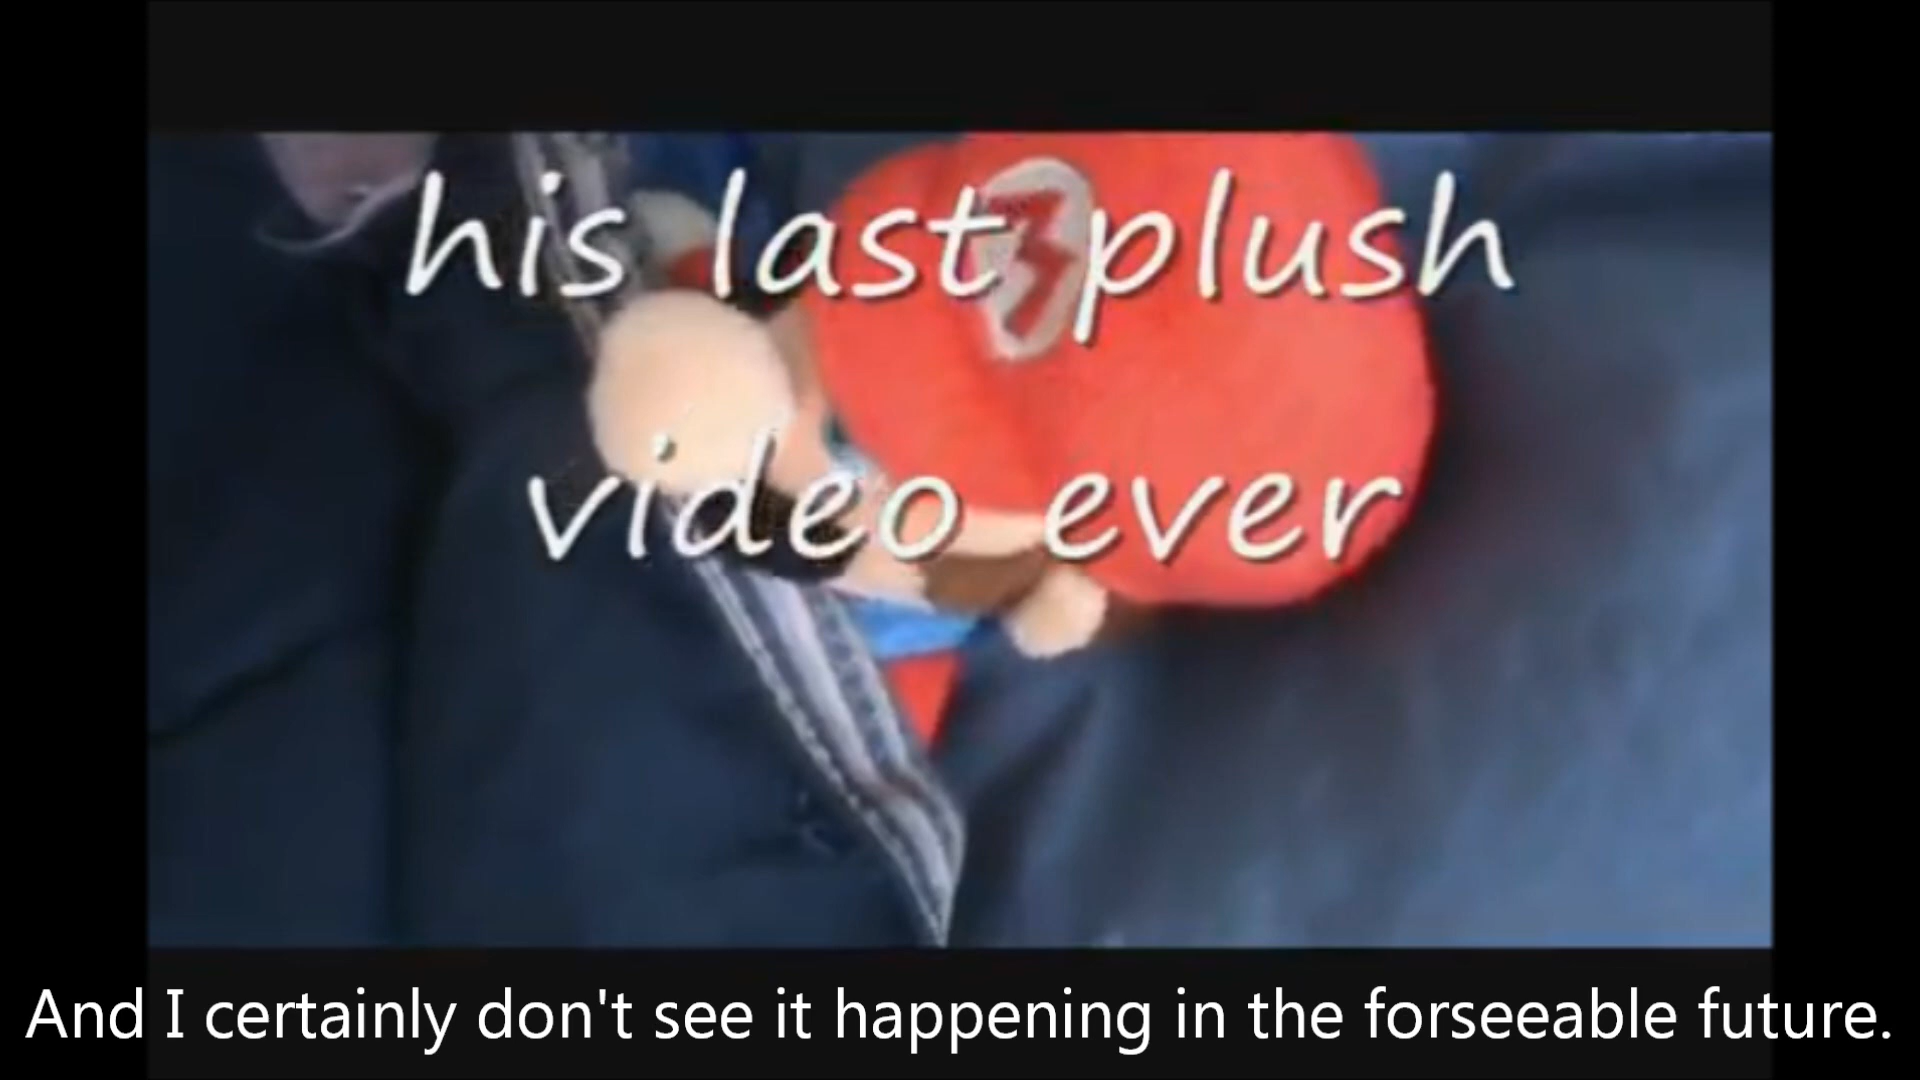 his last plush
video ever
And I certainly don't see it happening in the forseeable future.